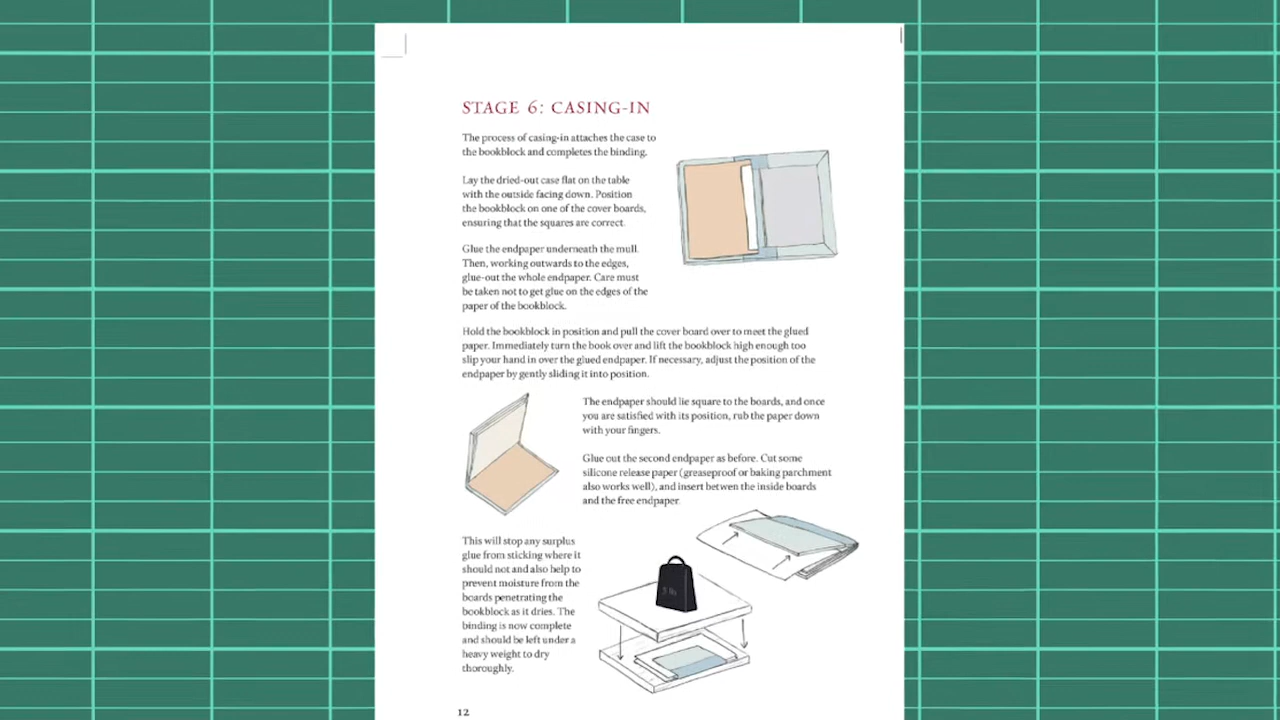 STAGE 6: CASING-IN
The process of casing-in attaches the case to
the bookblock and completes the binding.
Lay the dried-out case flat on the table
with the outside facing down. Position
the bookblock on one of the cover boards,
ensuring that the squares are correct.
Glue the endpaper underneath the mull.
Then, working outwards to the edges,
glue-out the whole endpaper. Care must
be taken not to get glue on the edges of the
paper of the bookblock.
Hold the bookblock in position and pull the cover board over to meet the glued
paper. Immediately turn the book over and lift the bookblock high enough too
slip your hand in over the glued endpaper. If necessary, adjust the position of the
endpaper by gently sliding it into position.
The endpaper should lie square to the boards, and once
you are satisfied with its position, rub the paper down
with your fingers.
Glue out the second endpaper as before. Cut some
silicone release paper (greaseproof or baking parchment
also works well), and insert betwen the inside boards
and the free endpaper.
This will stop any surplus
glue from sticking where it
should not and also help to
prevent moisture from the
boards penetrating the
bookblock as it dries. The
binding is now complete
and should be left under a
heavy weight to dry
thoroughly.
12